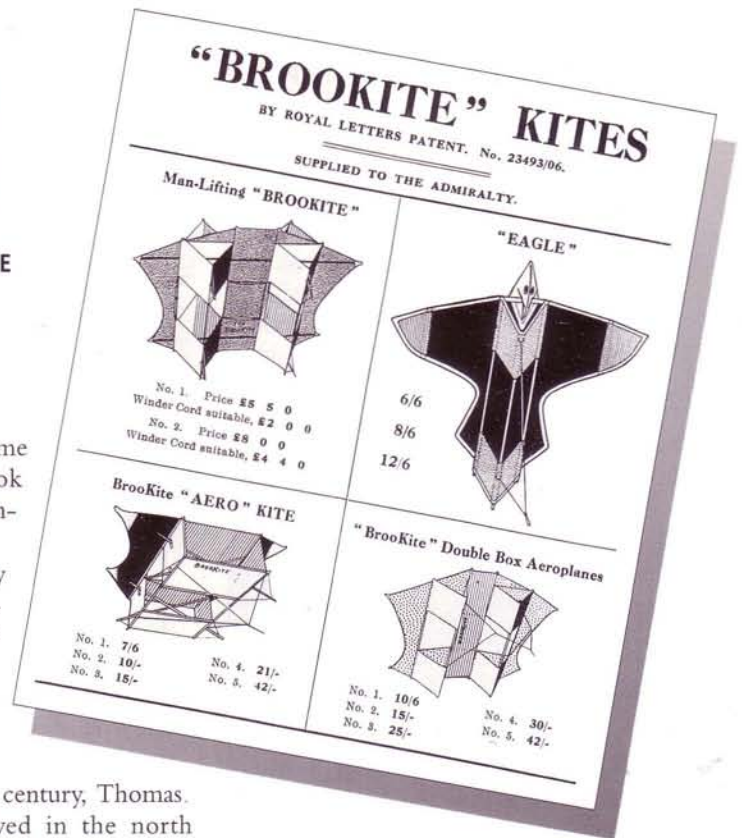 “BROOKITE” KITES
BY ROYAL LETTERS PATENT. No. 23493/06.
SUPPLIED TO THE ADMIRALTY.
Man-Lifting “BROOKITE”
No. 1. Price £5 5 0
Winder Cord suitable, £2 0 0
No. 2. Price £8 0 0
Winder Cord suitable, £4 4 0
“EAGLE”
6/6
8/6
12/6
BrooKite “AERO” KITE
BROOKITE
No. 1. 7/6
No. 2. 10/-
No. 3. 15/-
No. 4. 21/-
No. 5. 42/-
“BrooKite” Double Box Aeroplanes
No. 1. 10/6
No. 2. 15/-
No. 3. 25/-
No. 4. 30/-
No. 5. 42/-
E
me
ok
n-
y
century, Thomas
ved in the north